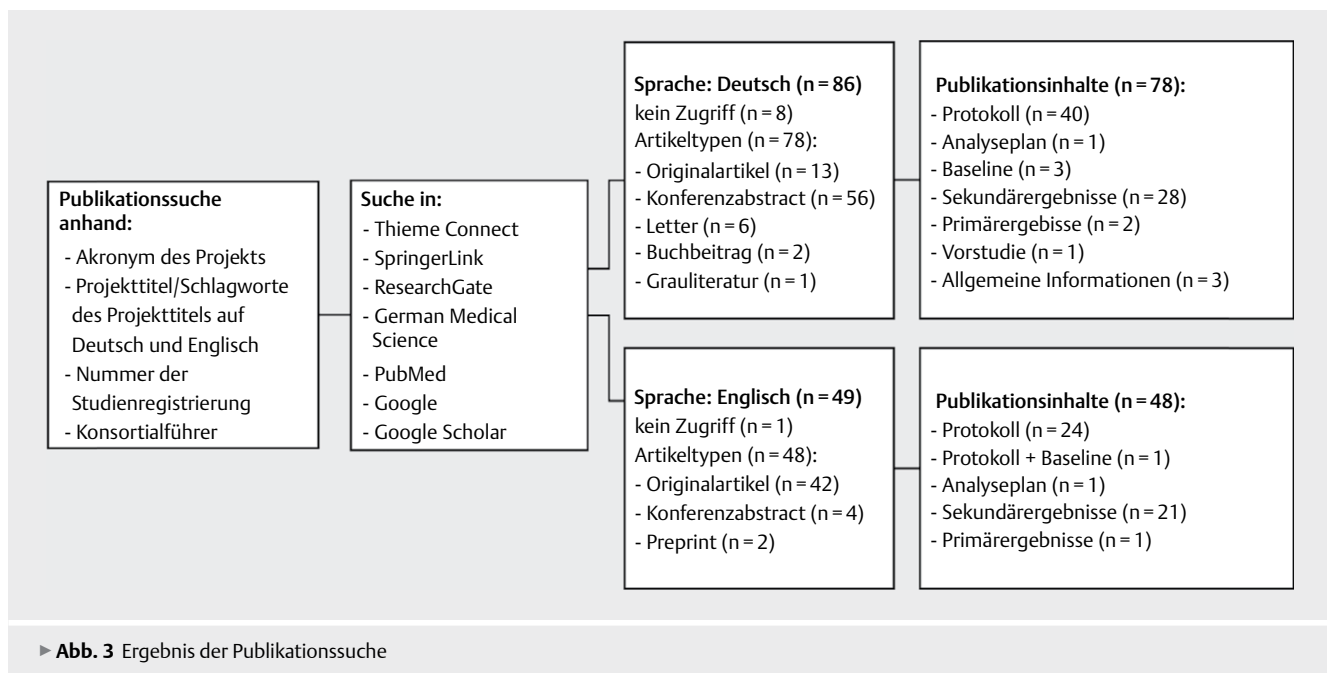 Publikationssuche
anhand:
- Akronym des Projekts
- Projekttitel/Schlagworte
des Projekttitels auf
Deutsch und Englisch
- Nummer der
Studienregistrierung
- Konsortialführer
Suche in:
- Thieme Connect
- SpringerLink
- ResearchGate
- German Medical
Science
- PubMed
- Google
- Google Scholar
Sprache: Deutsch (n = 86)
kein Zugriff (n = 8)
Artikeltypen (n = 78):
- Originalartikel (n = 13)
- Konferenzabstract (n = 56)
- Letter (n = 6)
- Buchbeitrag (n = 2)
- Grauliteratur (n = 1)
Publikationsinhalte (n = 78):
- Protokoll (n = 40)
- Analyseplan (n = 1)
- Baseline (n = 3)
- Sekundärergebnisse (n = 28)
- Primärergebisse (n = 2)
- Vorstudie (n = 1)
- Allgemeine Informationen (n = 3)
Sprache: Englisch (n = 49)
kein Zugriff (n = 1)
Artikeltypen (n = 48):
- Originalartikel (n = 42)
- Konferenzabstract (n = 4)
- Preprint (n = 2)
Publikationsinhalte (n = 48):
- Protokoll (n = 24)
- Protokoll + Baseline (n = 1)
- Analyseplan (n = 1)
- Sekundärergebnisse (n = 21)
- Primärergebnisse (n = 1)
▶ Abb. 3 Ergebnis der Publikationssuche